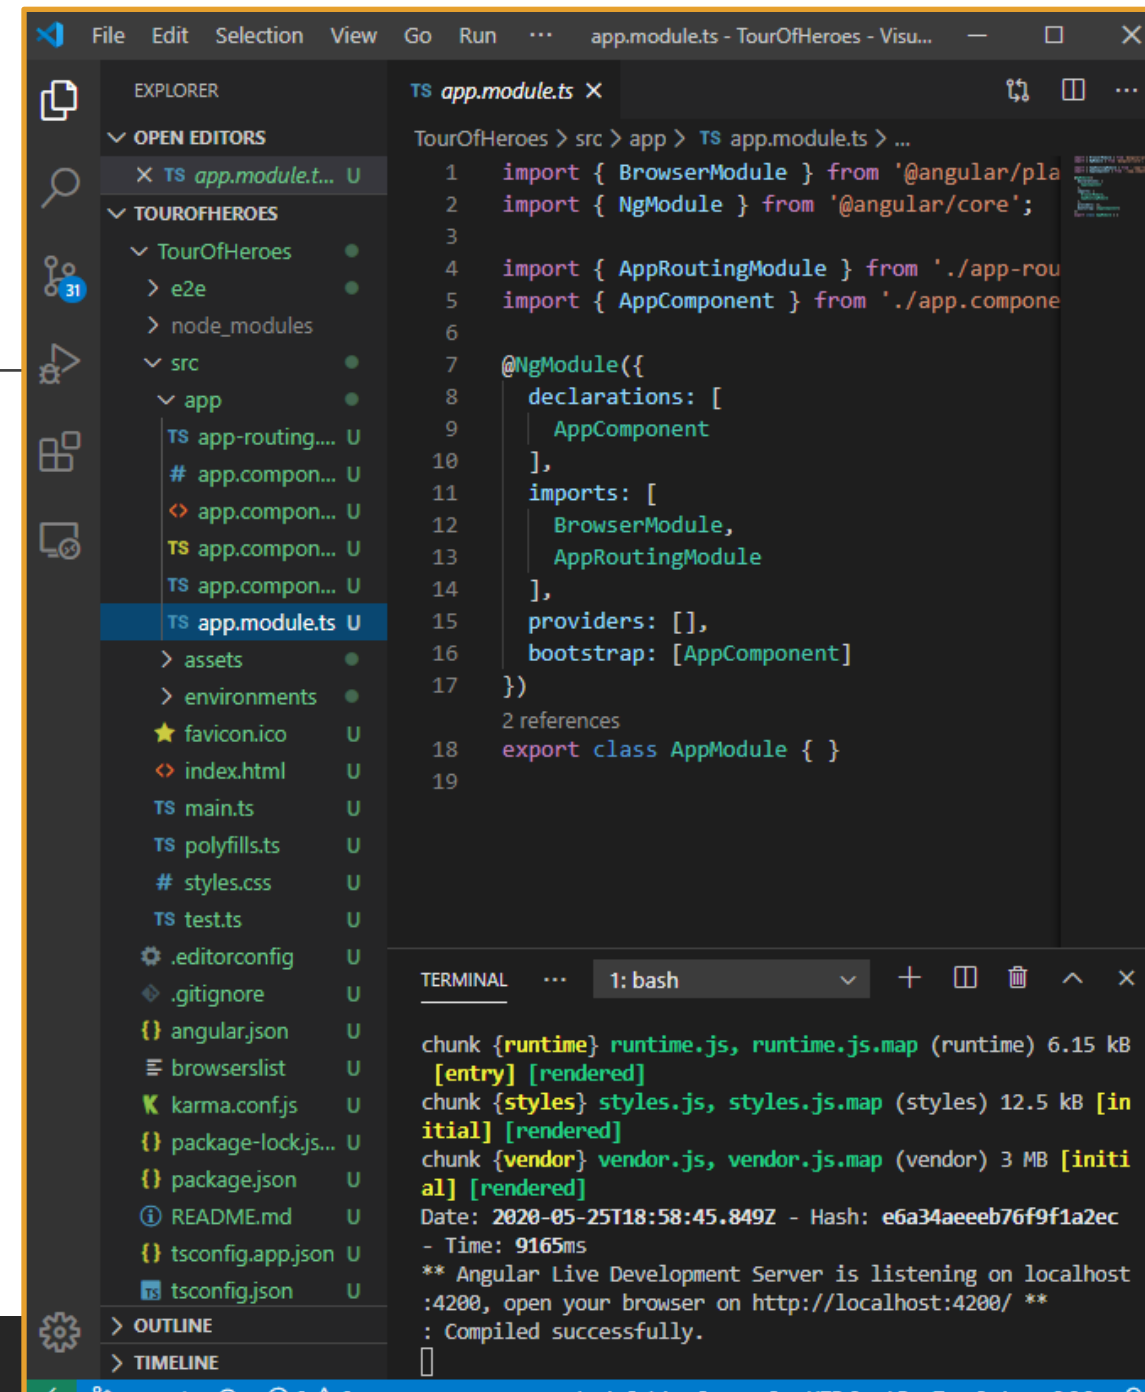 File Edit Selection View Go Run ··· app.module.ts - TourOfHeroes - Visu...
EXPLORER
OPEN EDITORS
TS app.module.t... U
TOUROFHEROES
TourOfHeroes
e2e
node_modules
src
app
TS app-routing.... U
# app.compon... U
<> app.compon... U
TS app.compon... U
TS app.compon... U
TS app.module.ts U
assets
environments
favicon.ico U
<> index.html U
TS main.ts U
TS polyfills.ts U
# styles.css U
TS test.ts U
.editorconfig U
.gitignore U
{} angular.json U
browserslist U
K karma.conf.js U
{} package-lock.js... U
{} package.json U
README.md U
{} tsconfig.app.json U
TS tsconfig.json U
OUTLINE
TIMELINE
31
TS app.module.ts
TourOfHeroes > src > app > TS app.module.ts > ...
1 import { BrowserModule } from '@angular/pla
2 import { NgModule } from '@angular/core';
3
4 import { AppRoutingModule } from './app-rou
5 import { AppComponent } from './app.compone
6
7 @NgModule({
8 declarations: [
9 AppComponent
10 ],
11 imports: [
12 BrowserModule,
13 AppRoutingModule
14 ],
15 providers: [],
16 bootstrap: [AppComponent]
17 })
2 references
18 export class AppModule { }
19
TERMINAL ··· 1: bash
chunk {runtime} runtime.js, runtime.js.map (runtime) 6.15 kB
[entry] [rendered]
chunk {styles} styles.js, styles.js.map (styles) 12.5 kB [in
itial] [rendered]
chunk {vendor} vendor.js, vendor.js.map (vendor) 3 MB [initi
al] [rendered]
Date: 2020-05-25T18:58:45.849Z - Hash: e6a34aeeeb76f9f1a2ec
- Time: 9165ms
** Angular Live Development Server is listening on localhost
:4200, open your browser on http://localhost:4200/ **
: Compiled successfully.